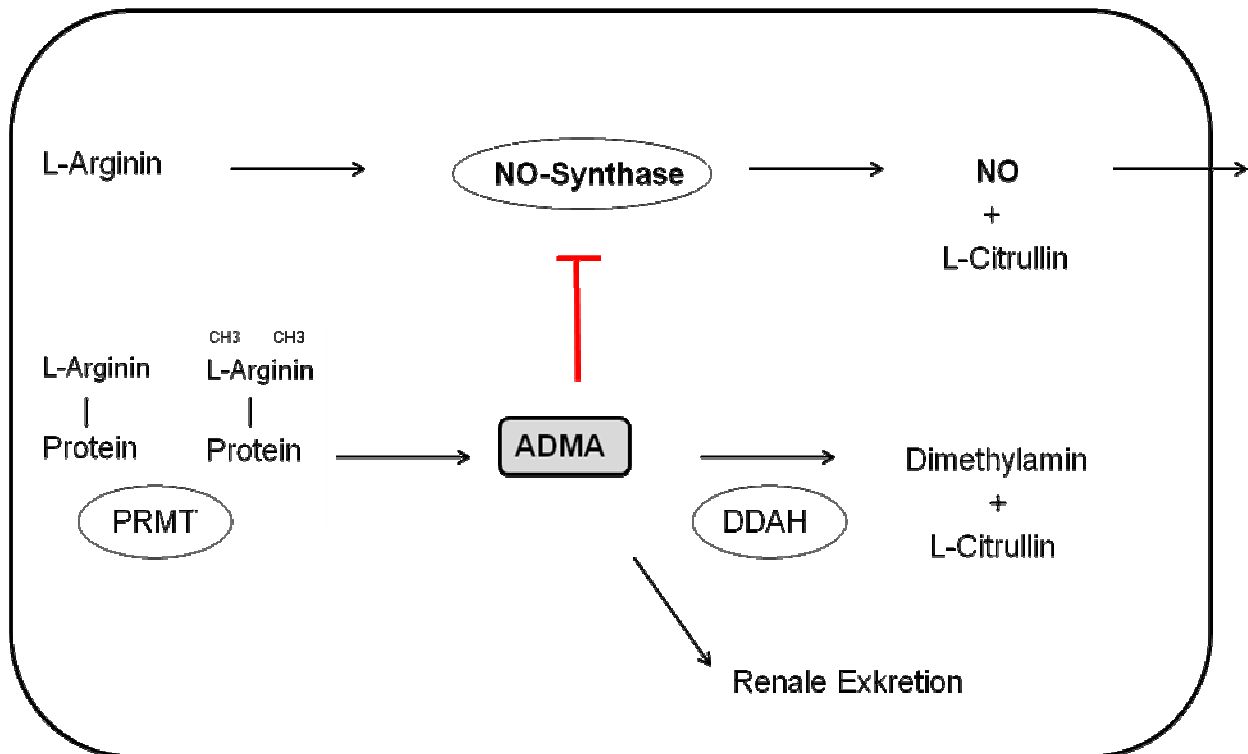 L-Arginin
NO-Synthase
NO
+
L-Citrullin
CH3 CH3
L-Arginin
L-Arginin
Protein
Protein
PRMT
ADMA
DDAH
Dimethylamin
+
L-Citrullin
Renale Exkretion